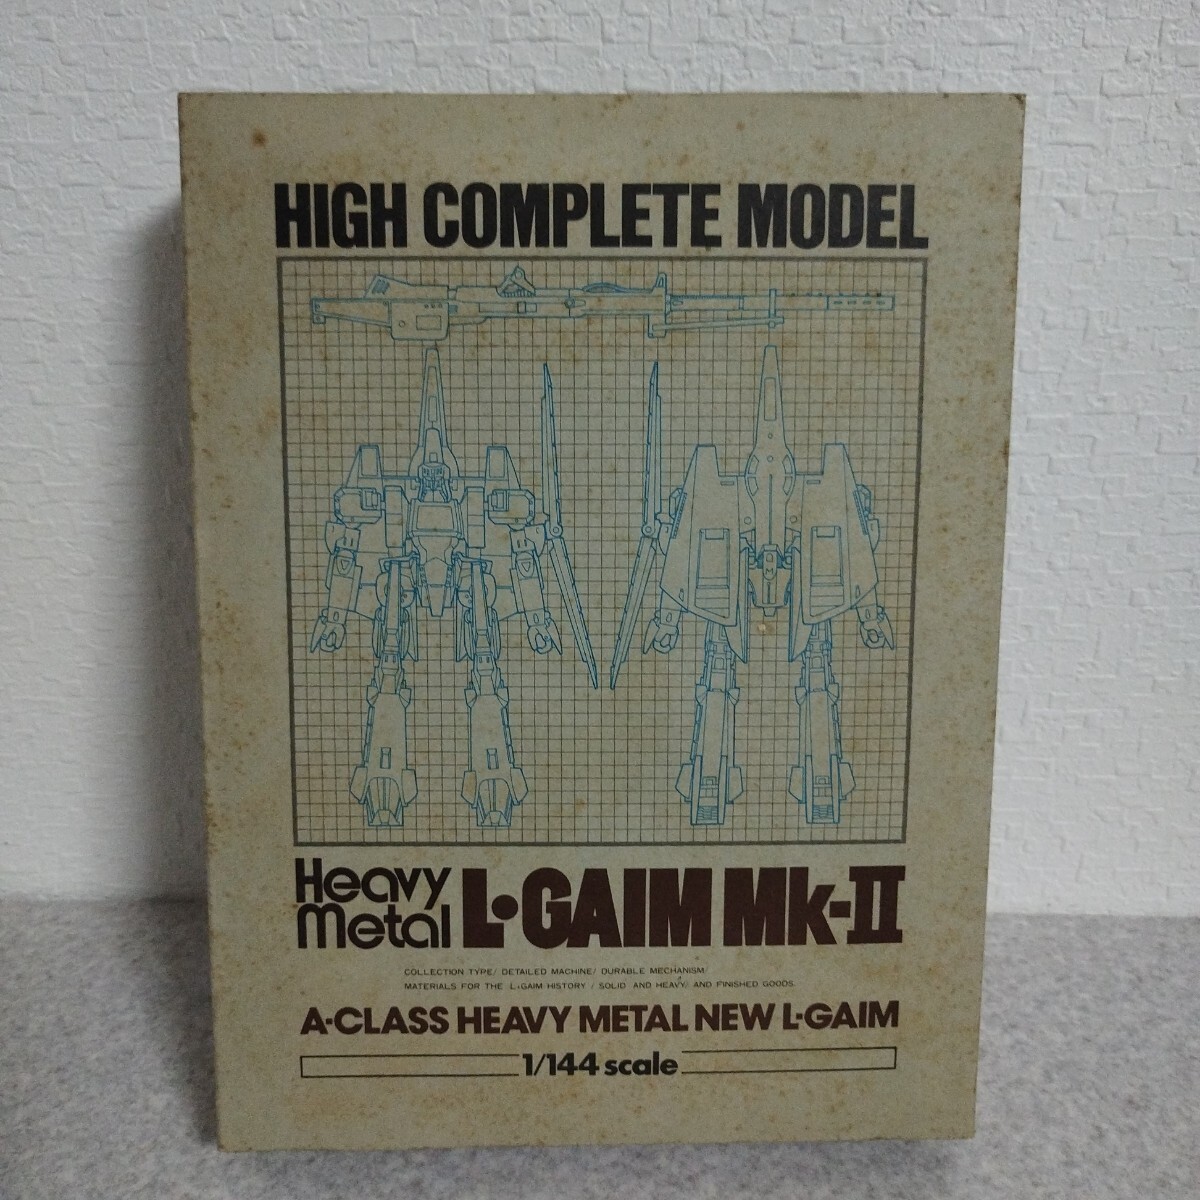 HIGH COMPLETE MODEL
Heavy
Metal
L·GAIM Mk-II
COLLECTION TYPE/ DETAILED MACHINE/ DURABLE MECHANISM
MATERIALS FOR THE L·GAIM HISTORY / SOLID AND HEAVY/ AND FINISHED GOODS.
A-CLASS HEAVY METAL NEW L-GAIM
1/144 scale